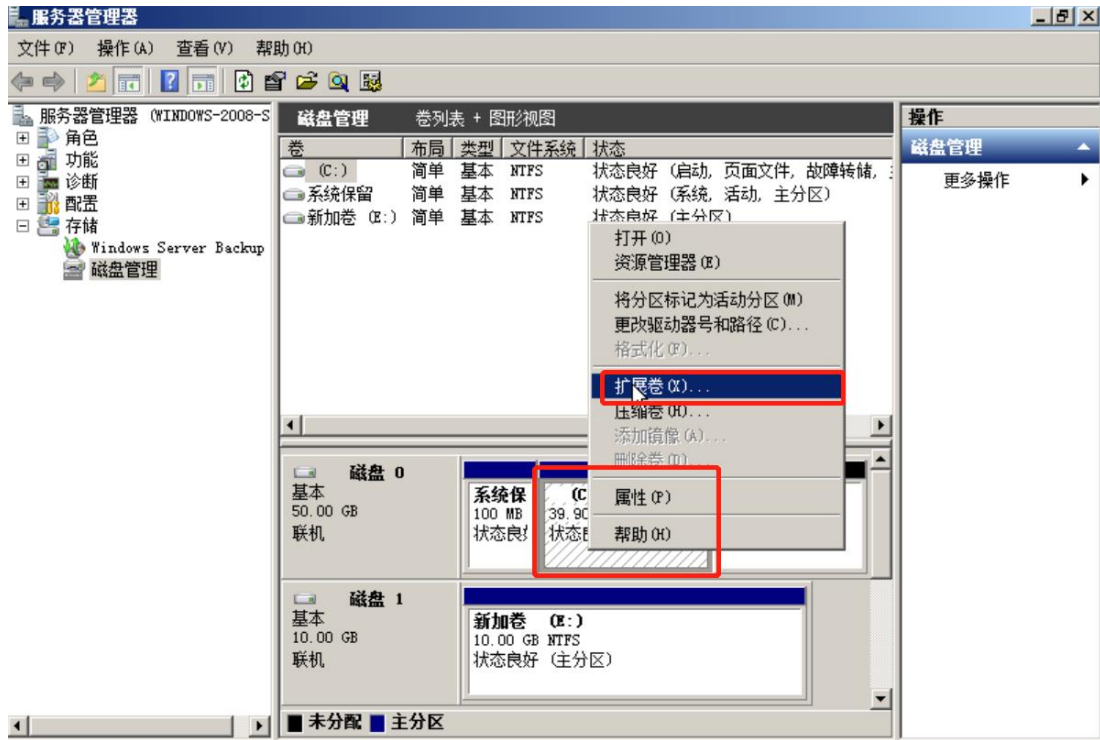 服务器管理器
文件(F) 操作(A) 查看(V) 帮助(H)
服务器管理器 (WINDOWS-2008-S
角色
功能
诊断
配置
存储
Windows Server Backup
磁盘管理
磁盘管理 卷列表 + 图形视图
卷 布局 类型 文件系统 状态
(C:) 简单 基本 NTFS 状态良好 (启动, 页面文件, 故障转储,
系统保留 简单 基本 NTFS 状态良好 (系统, 活动, 主分区)
新加卷 (E:) 简单 基本 NTFS 状态良好 (主分区)
打开(O)
资源管理器(E)
将分区标记为活动分区(M)
更改驱动器号和路径(C)...
格式化(F)...
扩展卷(X)...
压缩卷(H)...
添加镜像(A)...
删除卷(D)...
属性(P)
帮助(H)
磁盘 0
基本
50.00 GB
联机
系统保
100 MB
状态良
(C
39.90
状态
磁盘 1
基本
10.00 GB
联机
新加卷 (E:)
10.00 GB NTFS
状态良好 (主分区)
未分配 主分区
操作
磁盘管理
更多操作